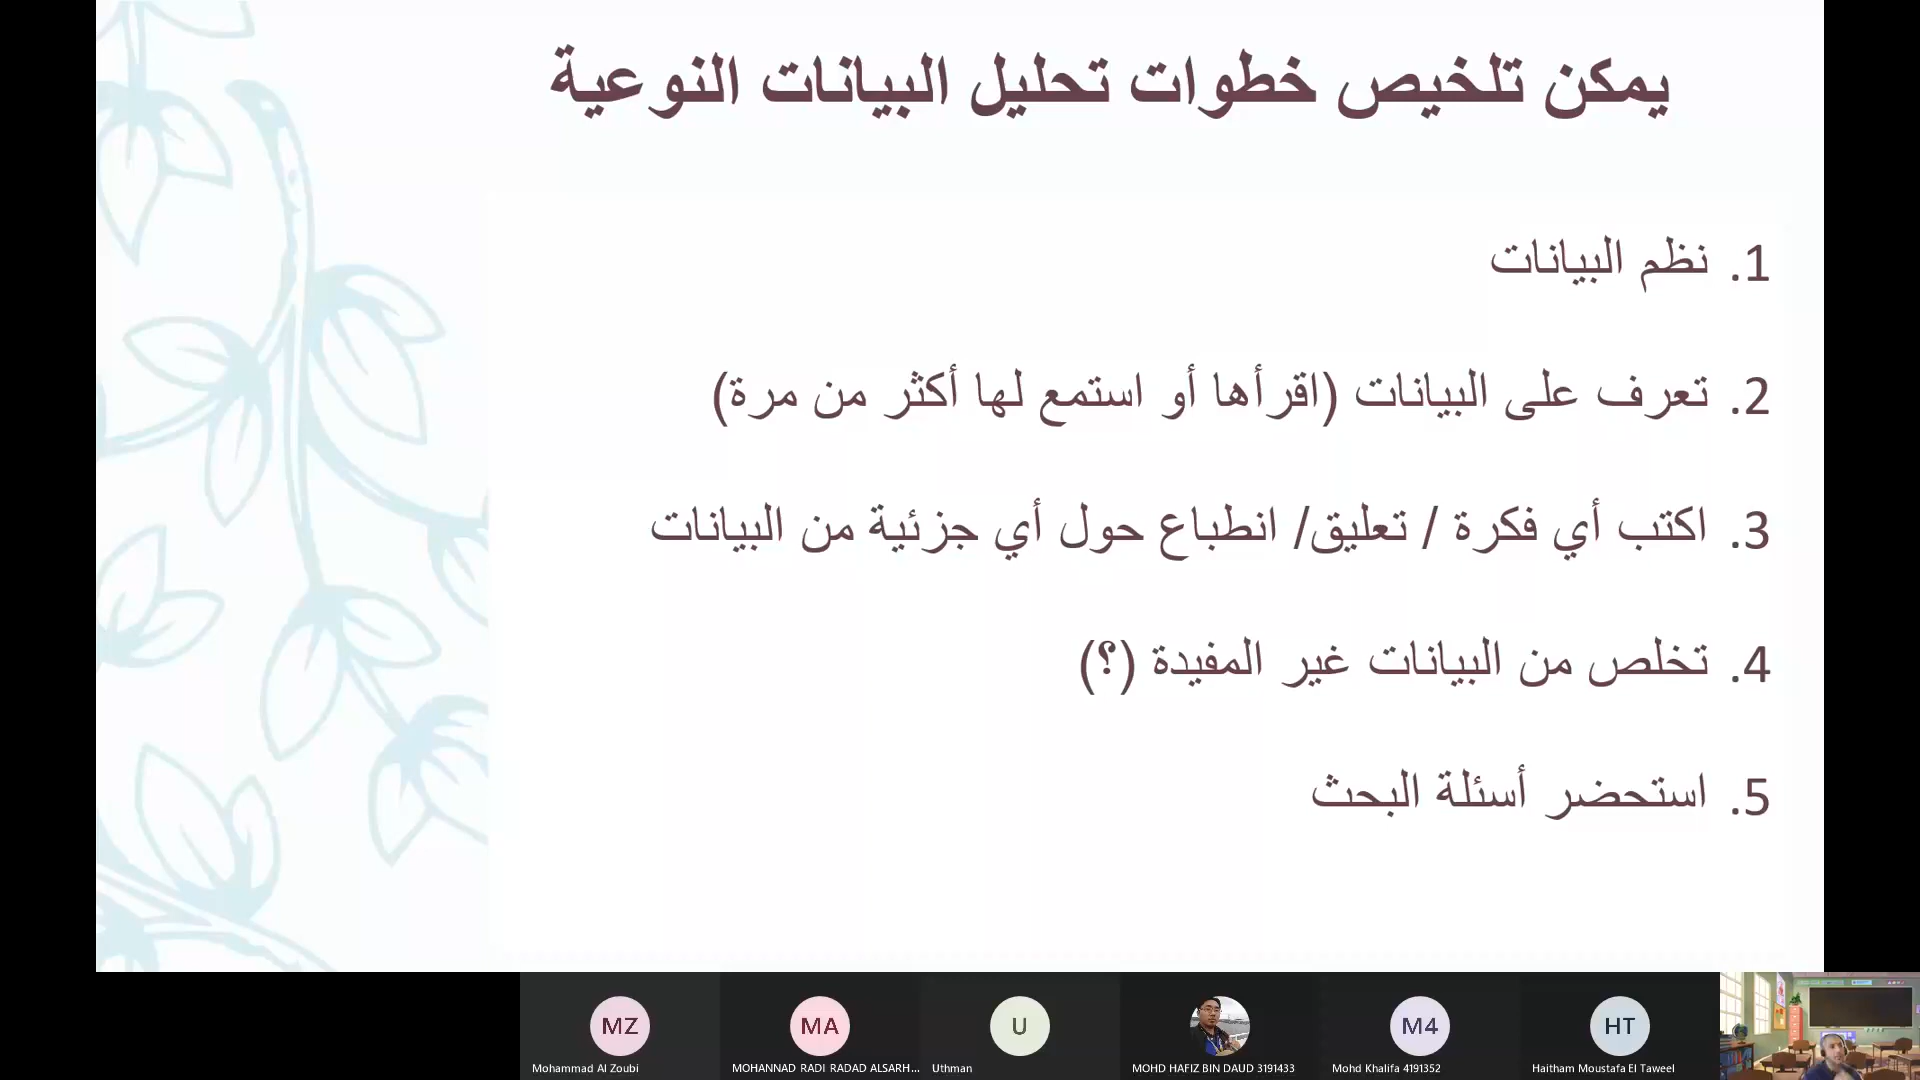 يمكن تلخيص خطوات تحليل البيانات النوعية
1. نظم البيانات
2. تعرف على البيانات (اقرأها أو استمع لها أكثر من مرة)
3. اكتب أي فكرة / تعليق/ انطباع حول أي جزئية من البيانات
4. تخلص من البيانات غير المفيدة (؟)
5. استحضر أسئلة البحث
MZ
MA
U
M4
HT
Mohammad Al Zoubi
MOHANNAD RADI RADAD ALSARH...
Uthman
MOHD HAFIZ BIN DAUD 3191433
Mohd Khalifa 4191352
Haitham Moustafa El Taweel